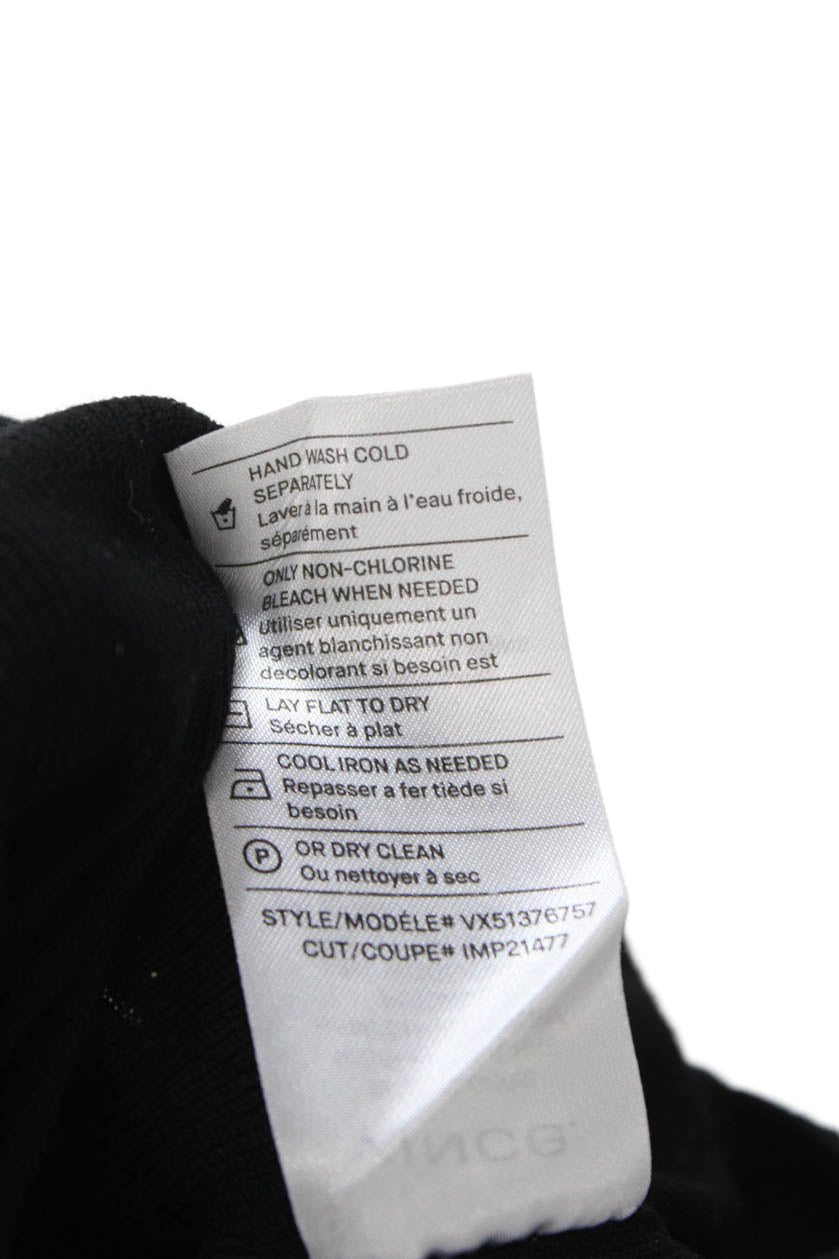 HAND WASH COLD
SEPARATELY
Laver à la main à l'eau froide,
séparément
ONLY NON-CHLORINE
BLEACH WHEN NEEDED
Utiliser uniquement un
agent blanchissant non
decolorant si besoin est
LAY FLAT TO DRY
Sécher à plat
COOL IRON AS NEEDED
Repasser a fer tiède si
besoin
P
OR DRY CLEAN
Ou nettoyer à sec
STYLE/MODÉLE# VX51376757
CUT/COUPE# IMP21477